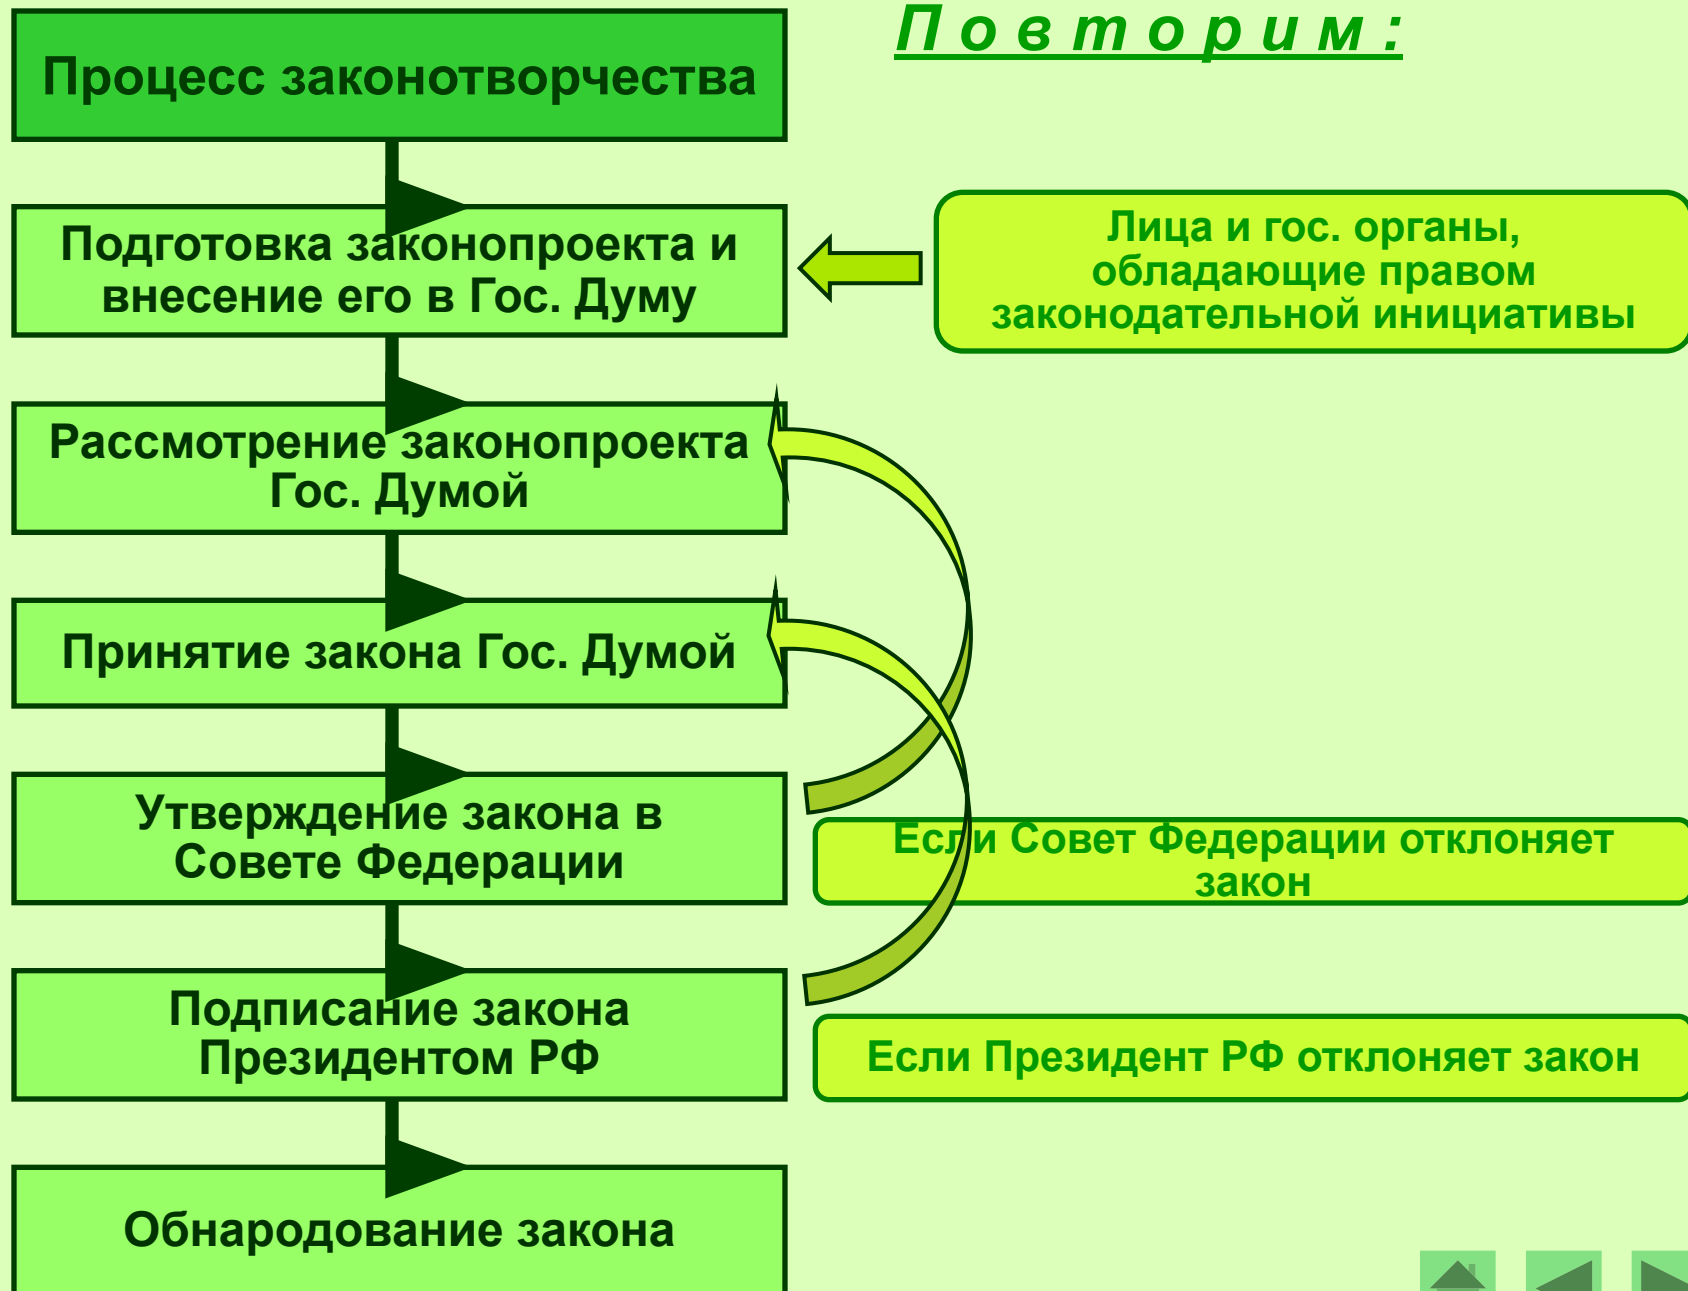 П о в т о р и м :
Процесс законотворчества
Подготовка законопроекта и
внесение его в Гос. Думу
Лица и гос. органы,
обладающие правом
законодательной инициативы
Рассмотрение законопроекта
Гос. Думой
Принятие закона Гос. Думой
Утверждение закона в
Совете Федерации
Если Совет Федерации отклоняет
закон
Подписание закона
Президентом РФ
Если Президент РФ отклоняет закон
Обнародование закона